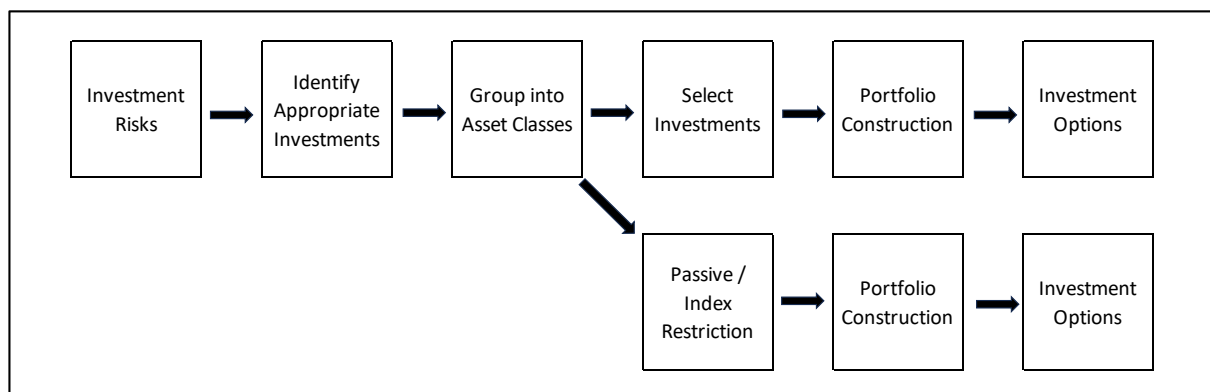 Investment
Risks
Identify
Appropriate
Investments
Group into
Asset Classes
Select
Investments
Portfolio
Construction
Investment
Options
Passive /
Index
Restriction
Portfolio
Construction
Investment
Options